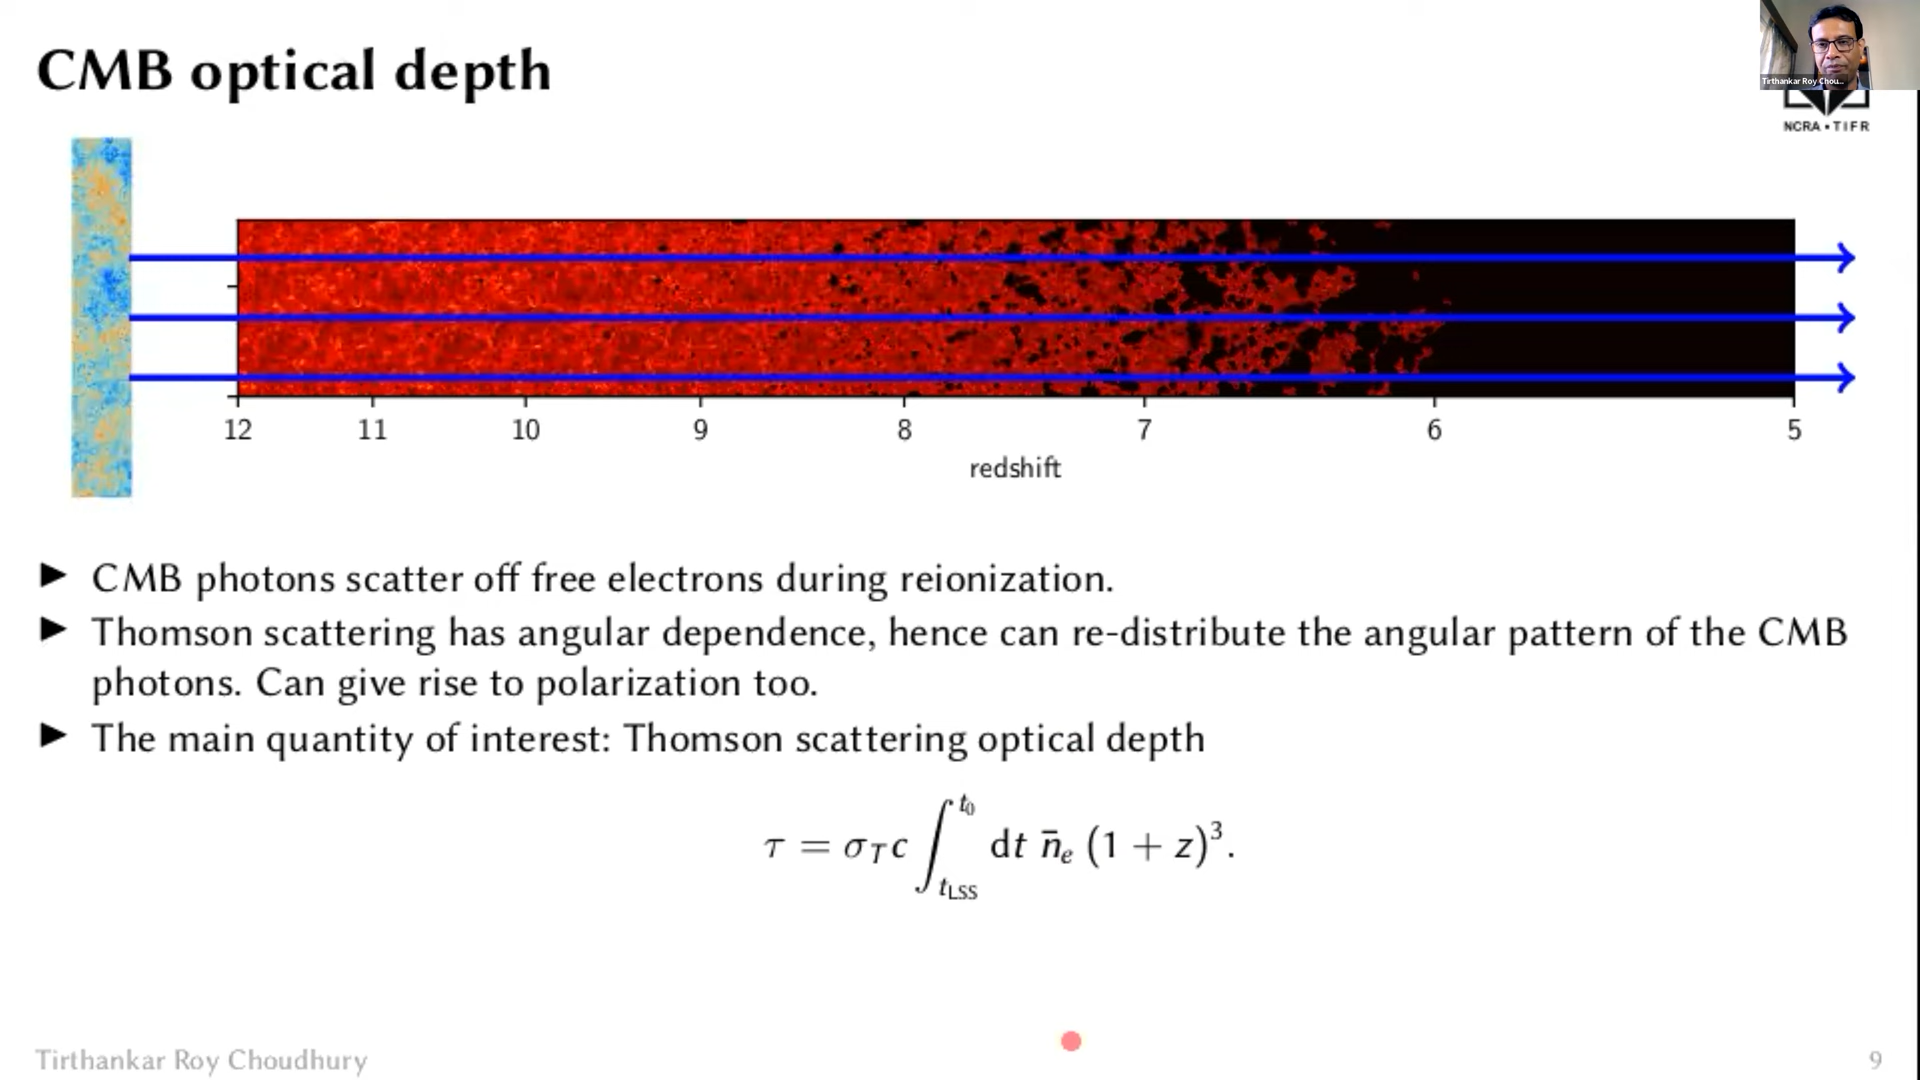 CMB optical depth
Tirthankar Roy Chou...
NCRA • TIFR
12 11 10 9 8 7 6 5
redshift
► CMB photons scatter off free electrons during reionization.
► Thomson scattering has angular dependence, hence can re-distribute the angular pattern of the CMB
photons. Can give rise to polarization too.
► The main quantity of interest: Thomson scattering optical depth
τ = σ_T c ∫_{t_LSS}^{t_0} dt n̄_e (1 + z)³.
Tirthankar Roy Choudhury
9